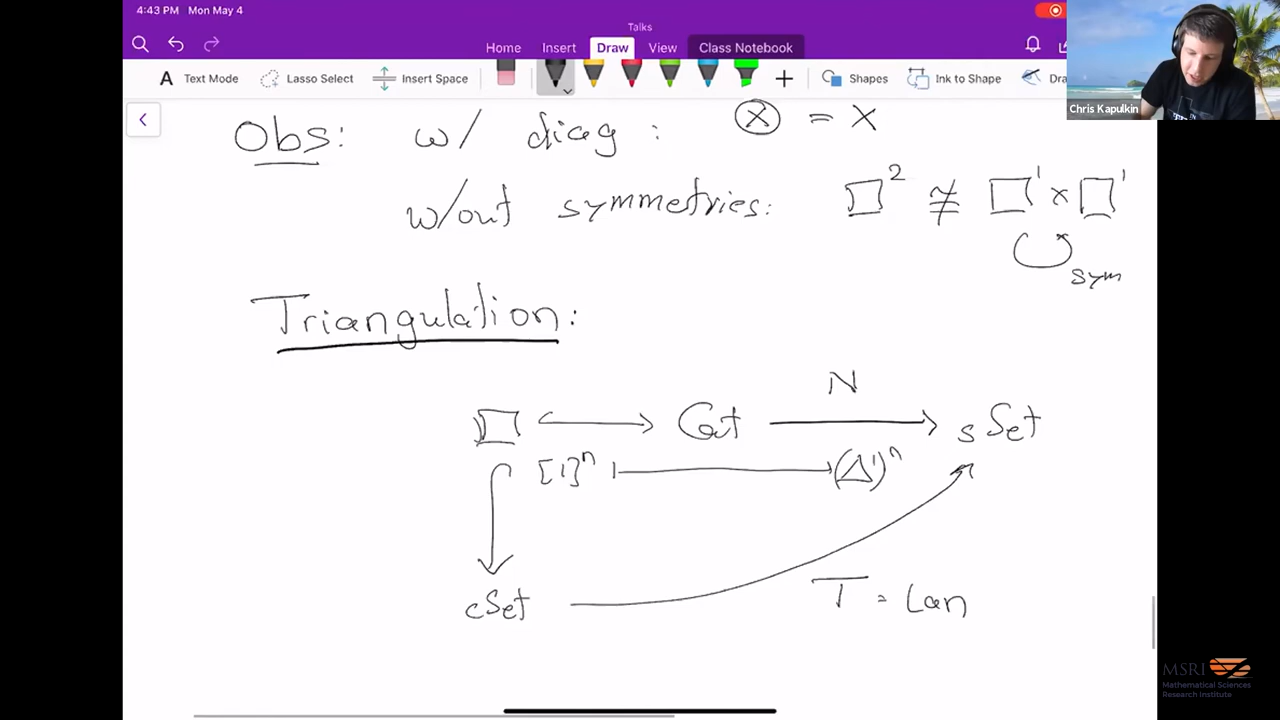 4:43 PM Mon May 4
Talks
Home Insert Draw View Class Notebook
A Text Mode Lasso Select Insert Space Shapes Ink to Shape
Chris Kapulkin
Obs: w/ diag : ⊗ = ×
w/out symmetries: □² ≇ □¹ × □¹
sym
Triangulation:
N
□ ↪ Cat → sSet
[1]ⁿ ↦ (Δ¹)ⁿ
cSet
T = Lan
MSRI
Mathematical Sciences
Research Institute